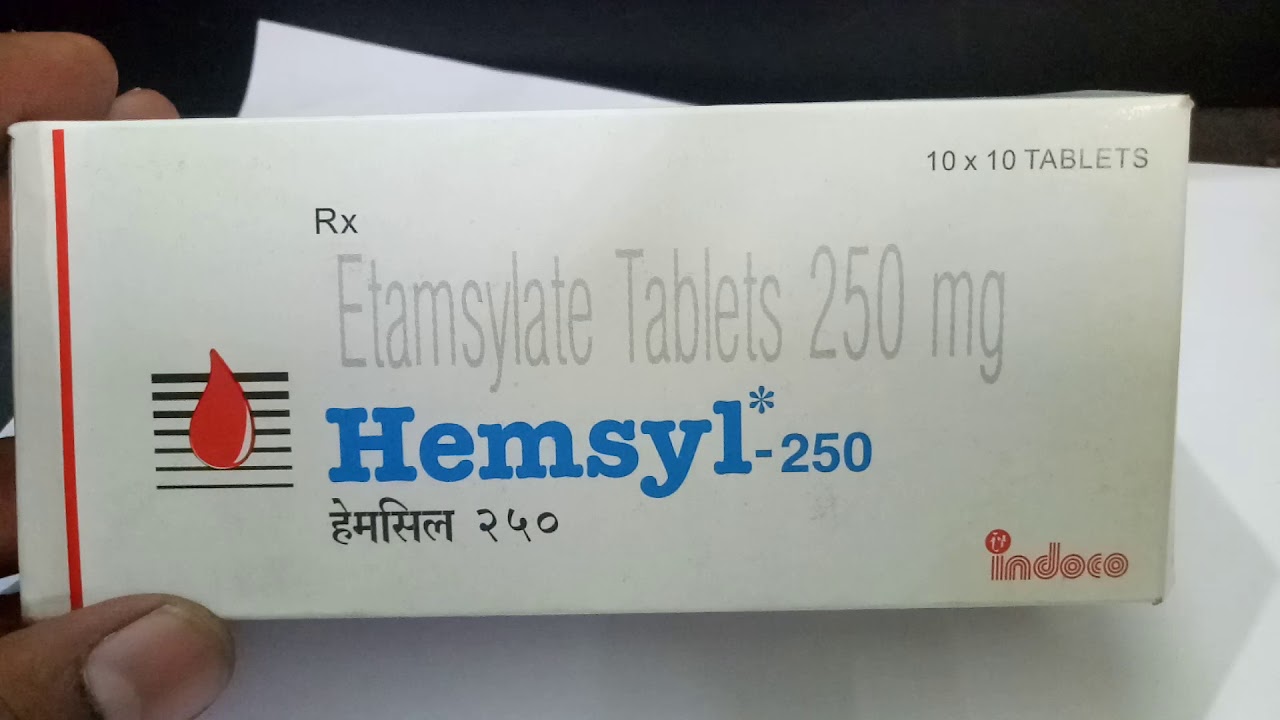 10 x 10 TABLETS
Rx
Etamsylate Tablets 250 mg
Hemsyl*-250
हेमसिल २५०
indoco